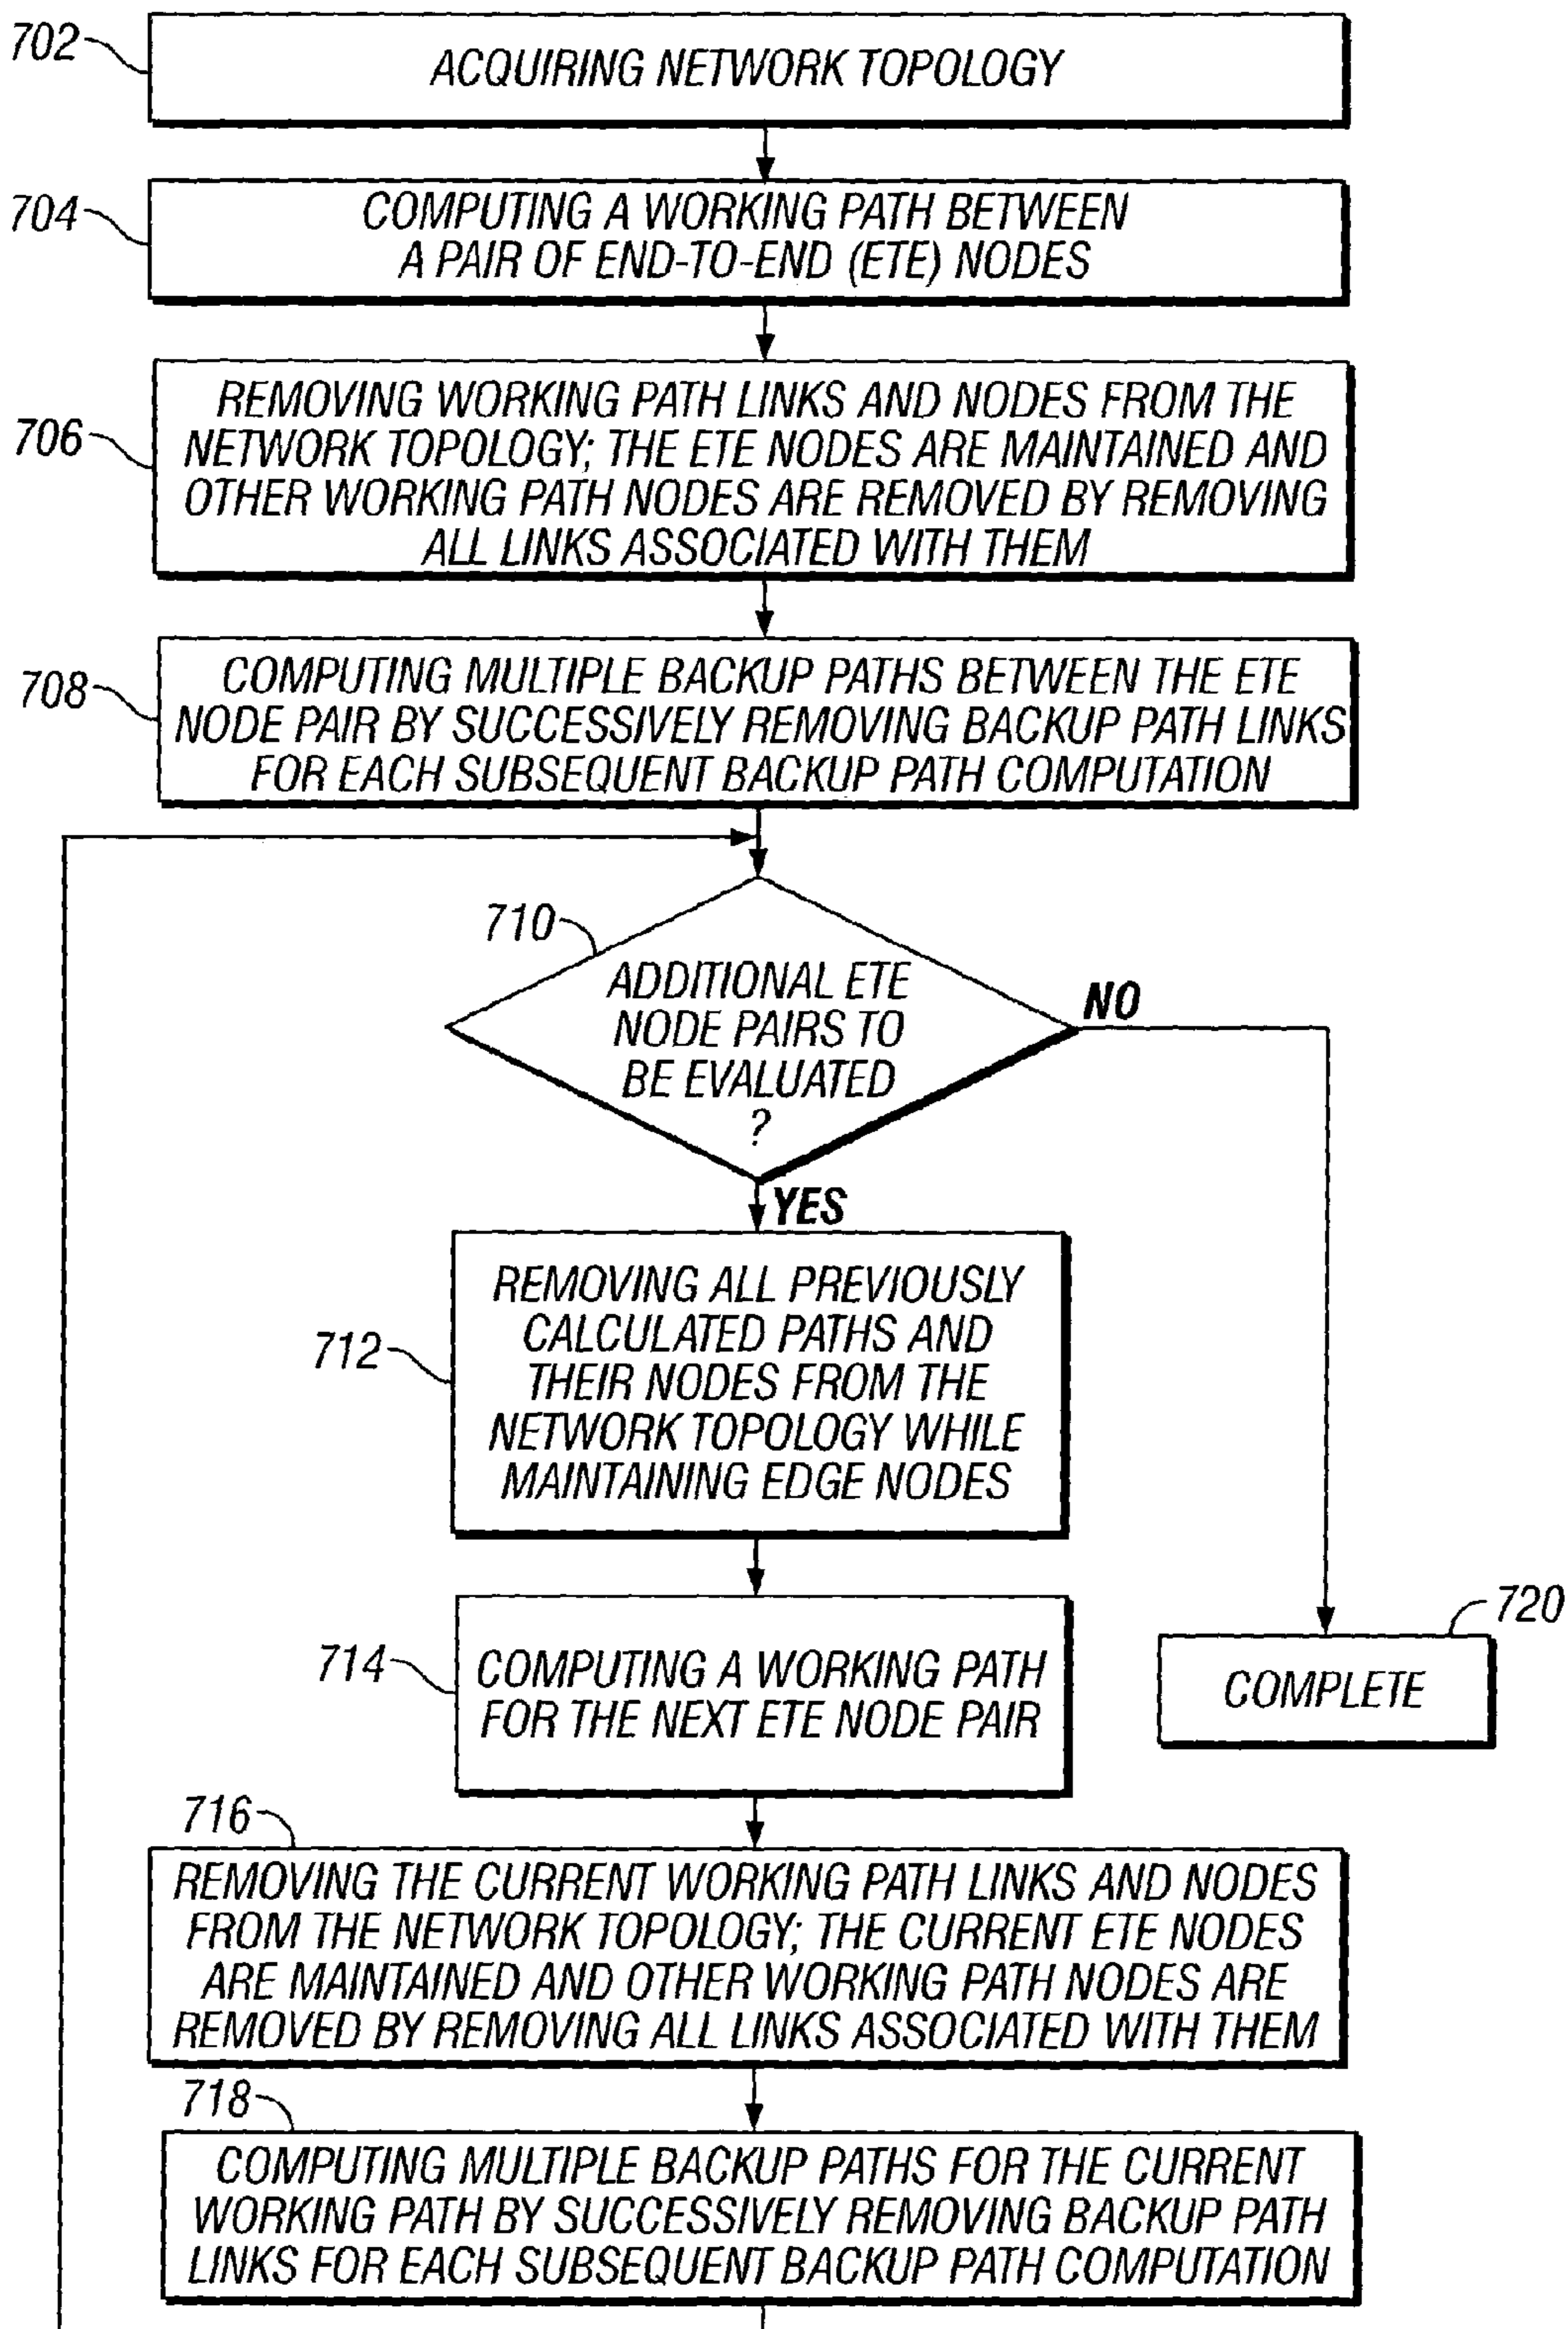 702
ACQUIRING NETWORK TOPOLOGY
704
COMPUTING A WORKING PATH BETWEEN
A PAIR OF END-TO-END (ETE) NODES
706
REMOVING WORKING PATH LINKS AND NODES FROM THE
NETWORK TOPOLOGY; THE ETE NODES ARE MAINTAINED AND
OTHER WORKING PATH NODES ARE REMOVED BY REMOVING
ALL LINKS ASSOCIATED WITH THEM
708
COMPUTING MULTIPLE BACKUP PATHS BETWEEN THE ETE
NODE PAIR BY SUCCESSIVELY REMOVING BACKUP PATH LINKS
FOR EACH SUBSEQUENT BACKUP PATH COMPUTATION
710
ADDITIONAL ETE
NODE PAIRS TO
BE EVALUATED
?
NO
YES
712
REMOVING ALL PREVIOUSLY
CALCULATED PATHS AND
THEIR NODES FROM THE
NETWORK TOPOLOGY WHILE
MAINTAINING EDGE NODES
714
COMPUTING A WORKING PATH
FOR THE NEXT ETE NODE PAIR
720
COMPLETE
716
REMOVING THE CURRENT WORKING PATH LINKS AND NODES
FROM THE NETWORK TOPOLOGY; THE CURRENT ETE NODES
ARE MAINTAINED AND OTHER WORKING PATH NODES ARE
REMOVED BY REMOVING ALL LINKS ASSOCIATED WITH THEM
718
COMPUTING MULTIPLE BACKUP PATHS FOR THE CURRENT
WORKING PATH BY SUCCESSIVELY REMOVING BACKUP PATH
LINKS FOR EACH SUBSEQUENT BACKUP PATH COMPUTATION